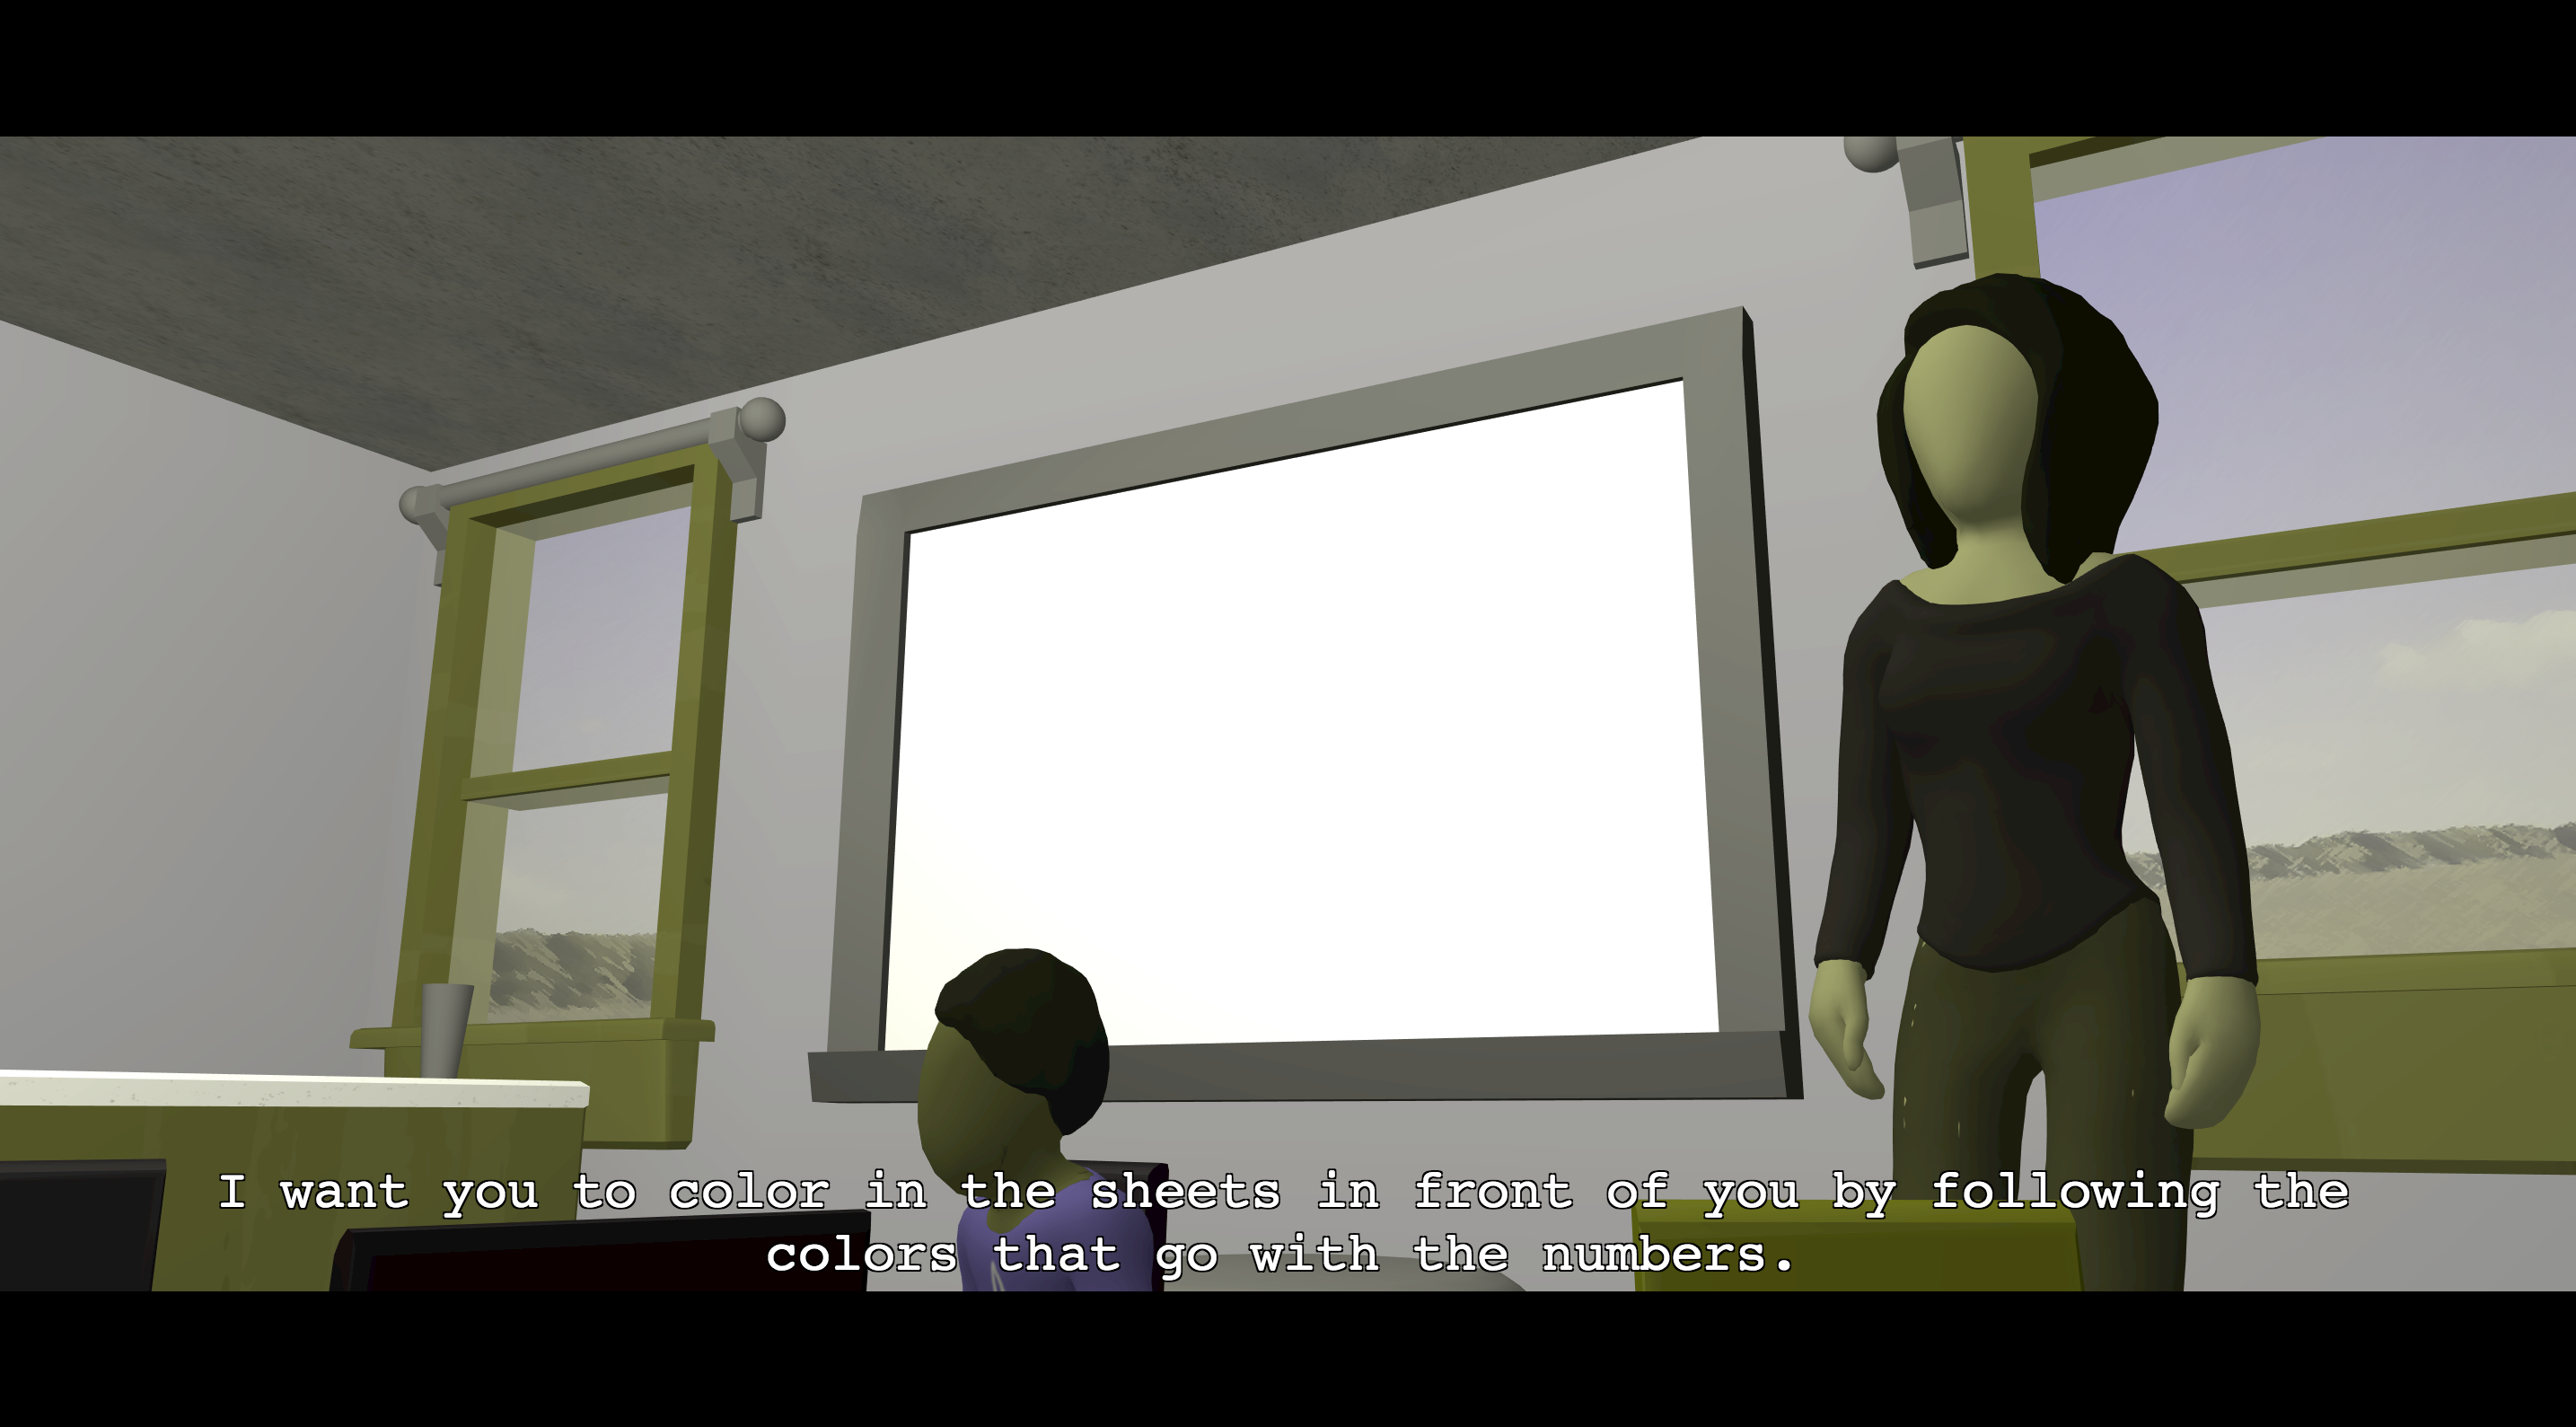 I want you to color in the sheets in front of you by following the
colors that go with the numbers.